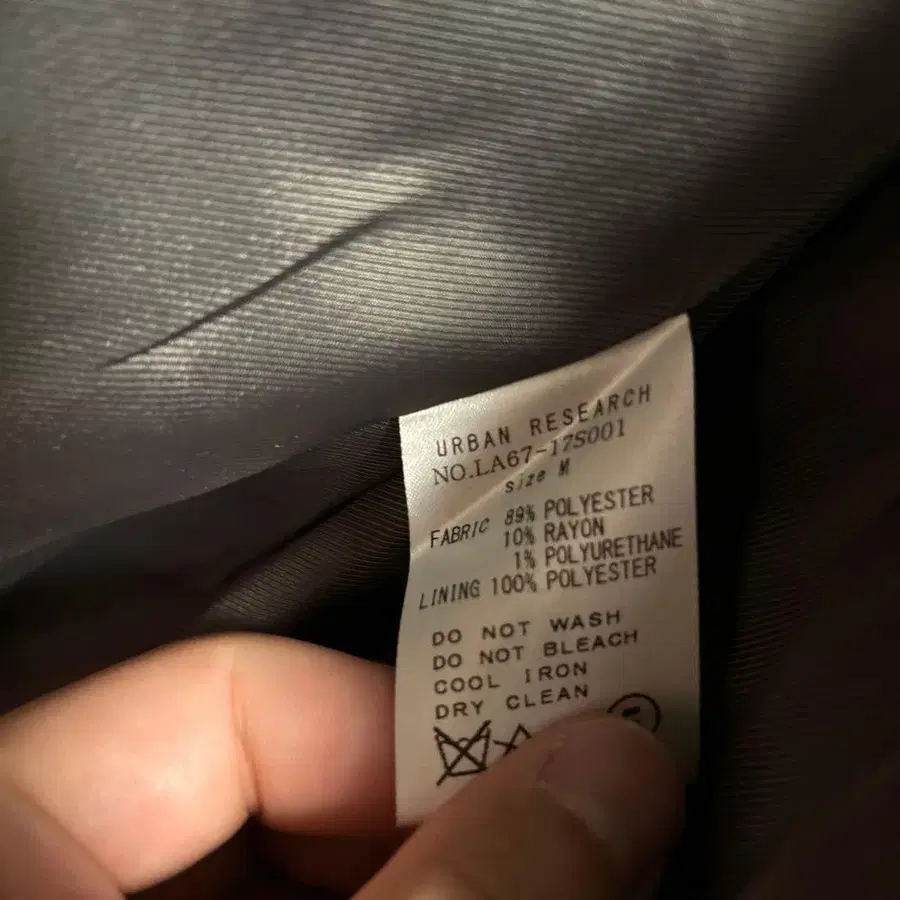 URBAN RESEARCH
NO.LA67-17S001
size M
FABRIC 89% POLYESTER
10% RAYON
1% POLYURETHANE
LINING 100% POLYESTER
DO NOT WASH
DO NOT BLEACH
COOL IRON
DRY CLEAN